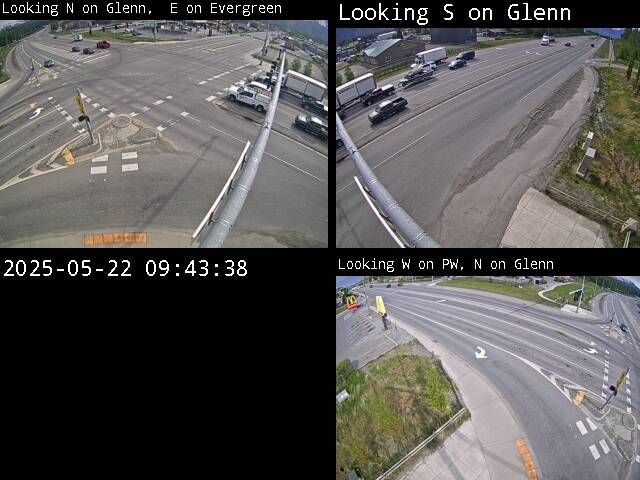 Looking N on Glenn,  E on Evergreen
Looking S on Glenn
2025-05-22 09:43:38
Looking W on PW, N on Glenn